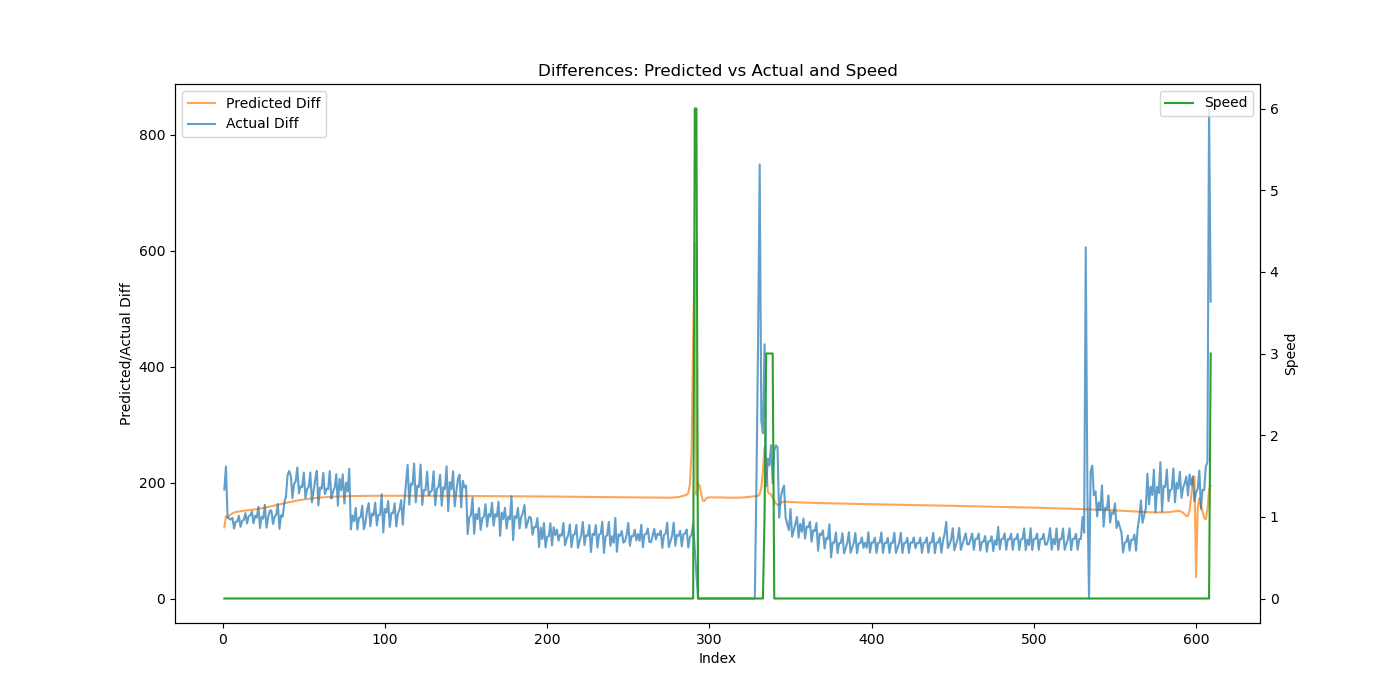 Differences: Predicted vs Actual and Speed
Predicted Diff
Actual Diff
Speed
800
600
400
200
0
Predicted/Actual Diff
6
5
4
3
2
1
0
Speed
0 100 200 300 400 500 600
Index